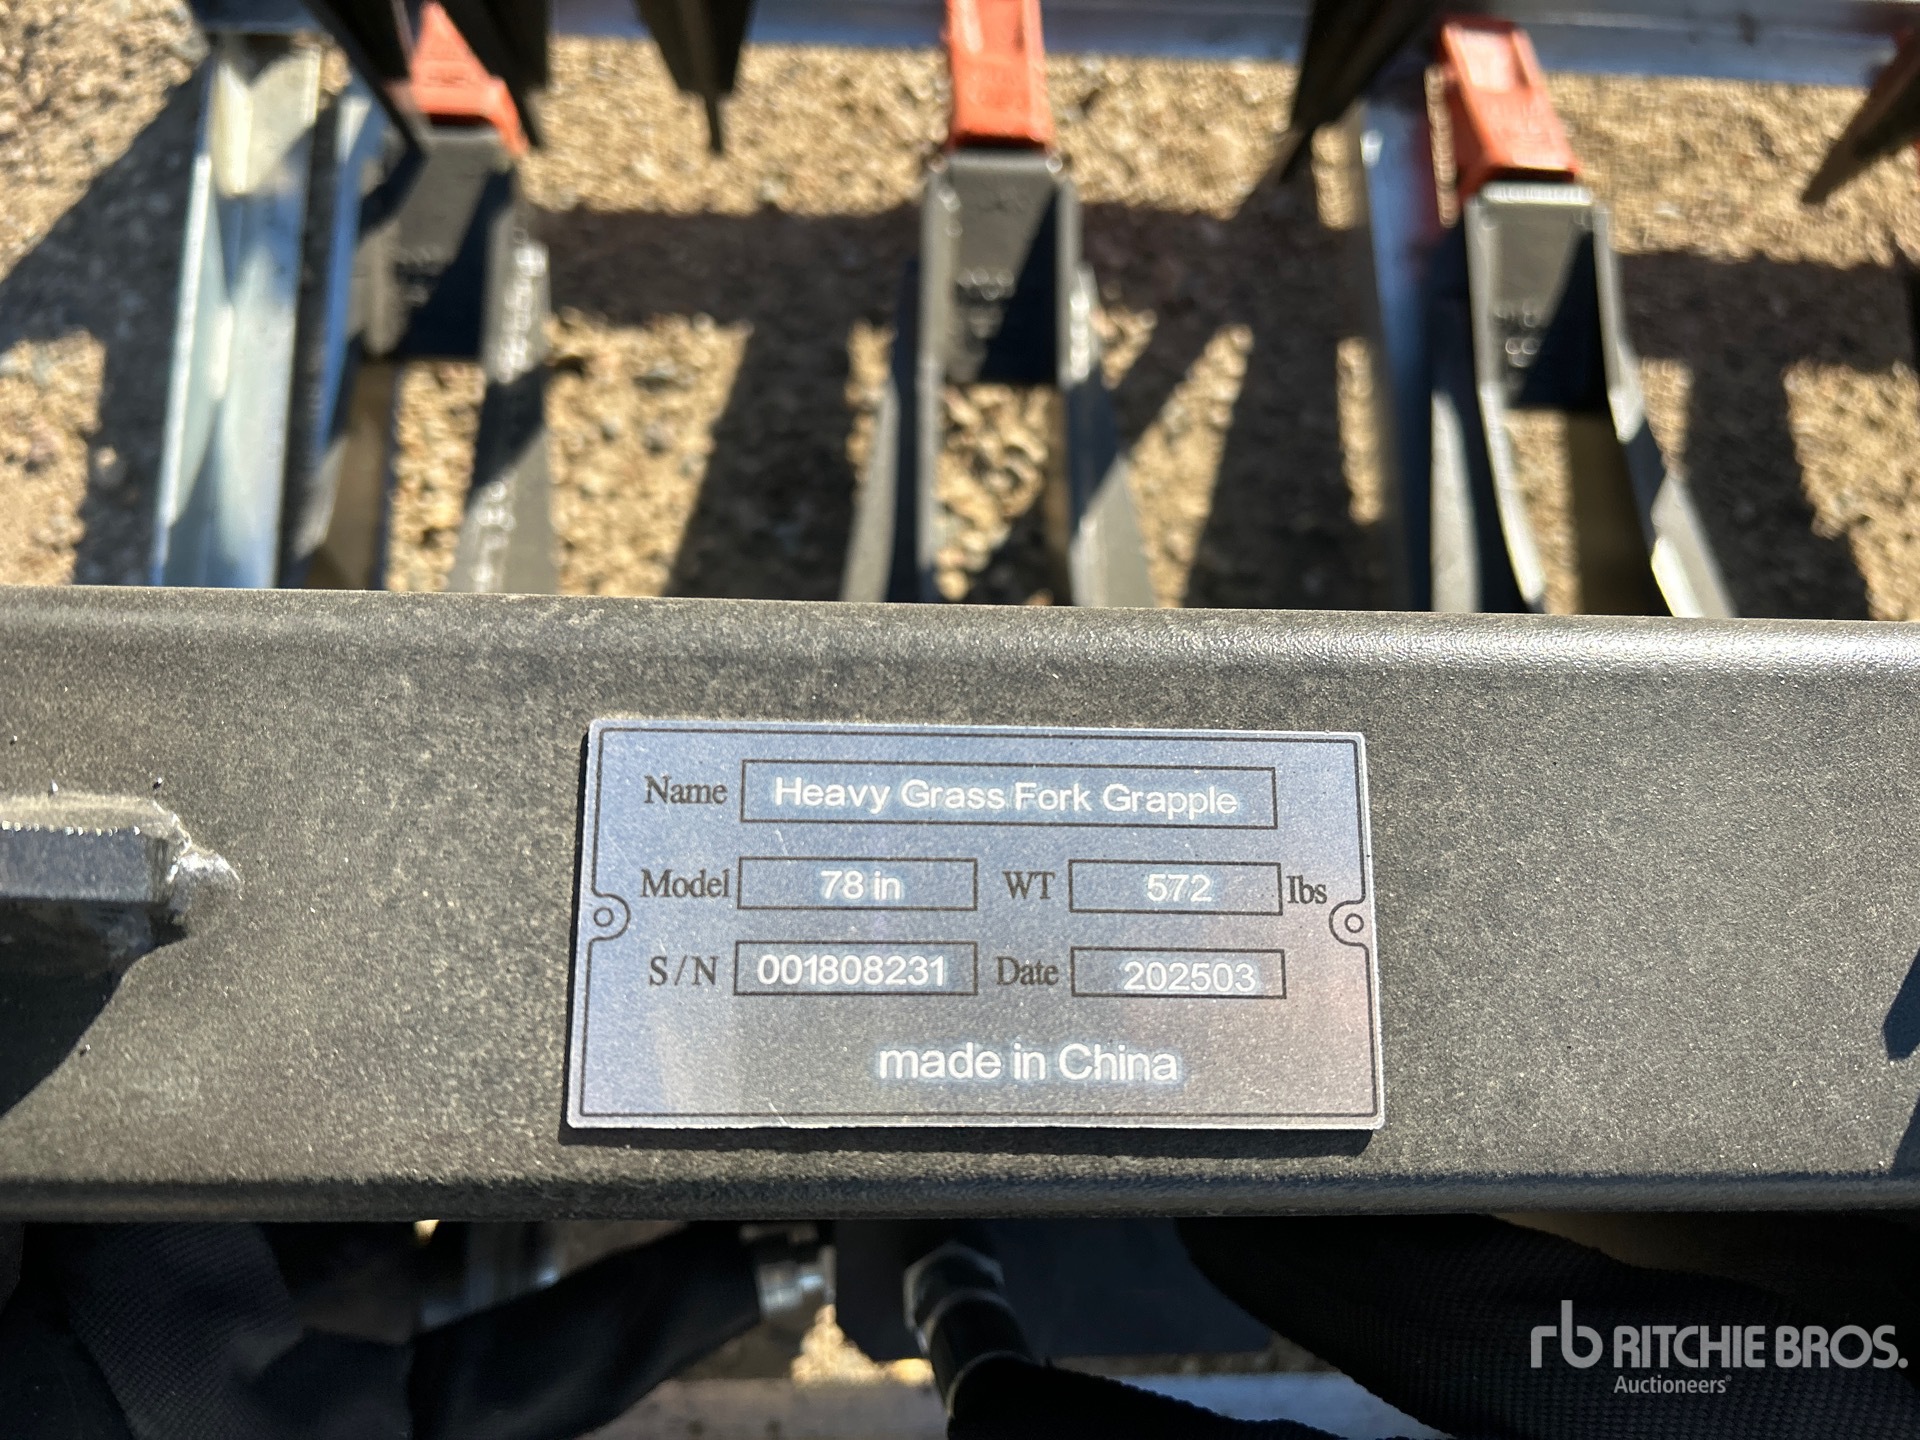 Name Heavy Grass Fork Grapple
Model 78 in WT 572 lbs
S/N 001808231 Date 202503
made in China
rb RITCHIE BROS.
Auctioneers